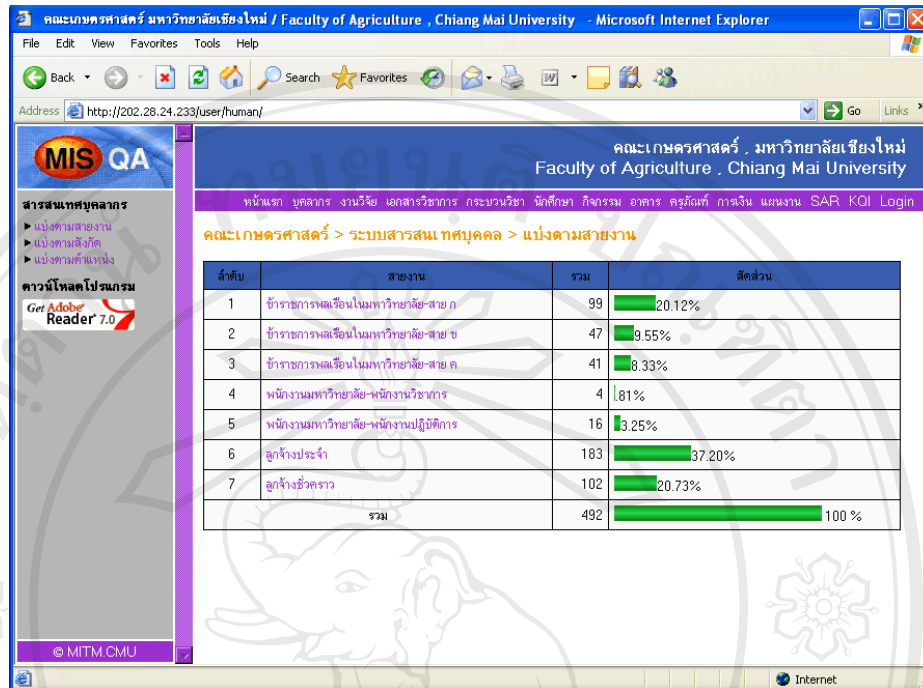 คณะเกษตรศาสตร์ มหาวิทยาลัยเชียงใหม่ / Faculty of Agriculture , Chiang Mai University - Microsoft Internet Explorer
File Edit View Favorites Tools Help
Back Search Favorites
Address http://202.28.24.233/user/human/ Go Links
MIS QA
คณะเกษตรศาสตร์ , มหาวิทยาลัยเชียงใหม่
Faculty of Agriculture , Chiang Mai University
หน้าแรก บุคลากร งานวิจัย เอกสารวิชาการ กระบวนวิชา นักศึกษา กิจกรรม อาคาร ครุภัณฑ์ การเงิน แผนงาน SAR KQI Login
สารสนเทศบุคลากร
แบ่งตามสายงาน
แบ่งตามสังกัด
แบ่งตามตำแหน่ง
ดาวน์โหลดโปรแกรม
Get Adobe Reader 7.0
คณะเกษตรศาสตร์ > ระบบสารสนเทศบุคคล > แบ่งตามสายงาน
ลำดับ สายงาน รวม สัดส่วน
1 ข้าราชการพลเรือนในมหาวิทยาลัย-สาย ก 99 20.12%
2 ข้าราชการพลเรือนในมหาวิทยาลัย-สาย ข 47 9.55%
3 ข้าราชการพลเรือนในมหาวิทยาลัย-สาย ค 41 8.33%
4 พนักงานมหาวิทยาลัย-พนักงานวิชาการ 4 .81%
5 พนักงานมหาวิทยาลัย-พนักงานปฏิบัติการ 16 3.25%
6 ลูกจ้างประจำ 183 37.20%
7 ลูกจ้างชั่วคราว 102 20.73%
รวม 492 100 %
© MITM.CMU
Internet